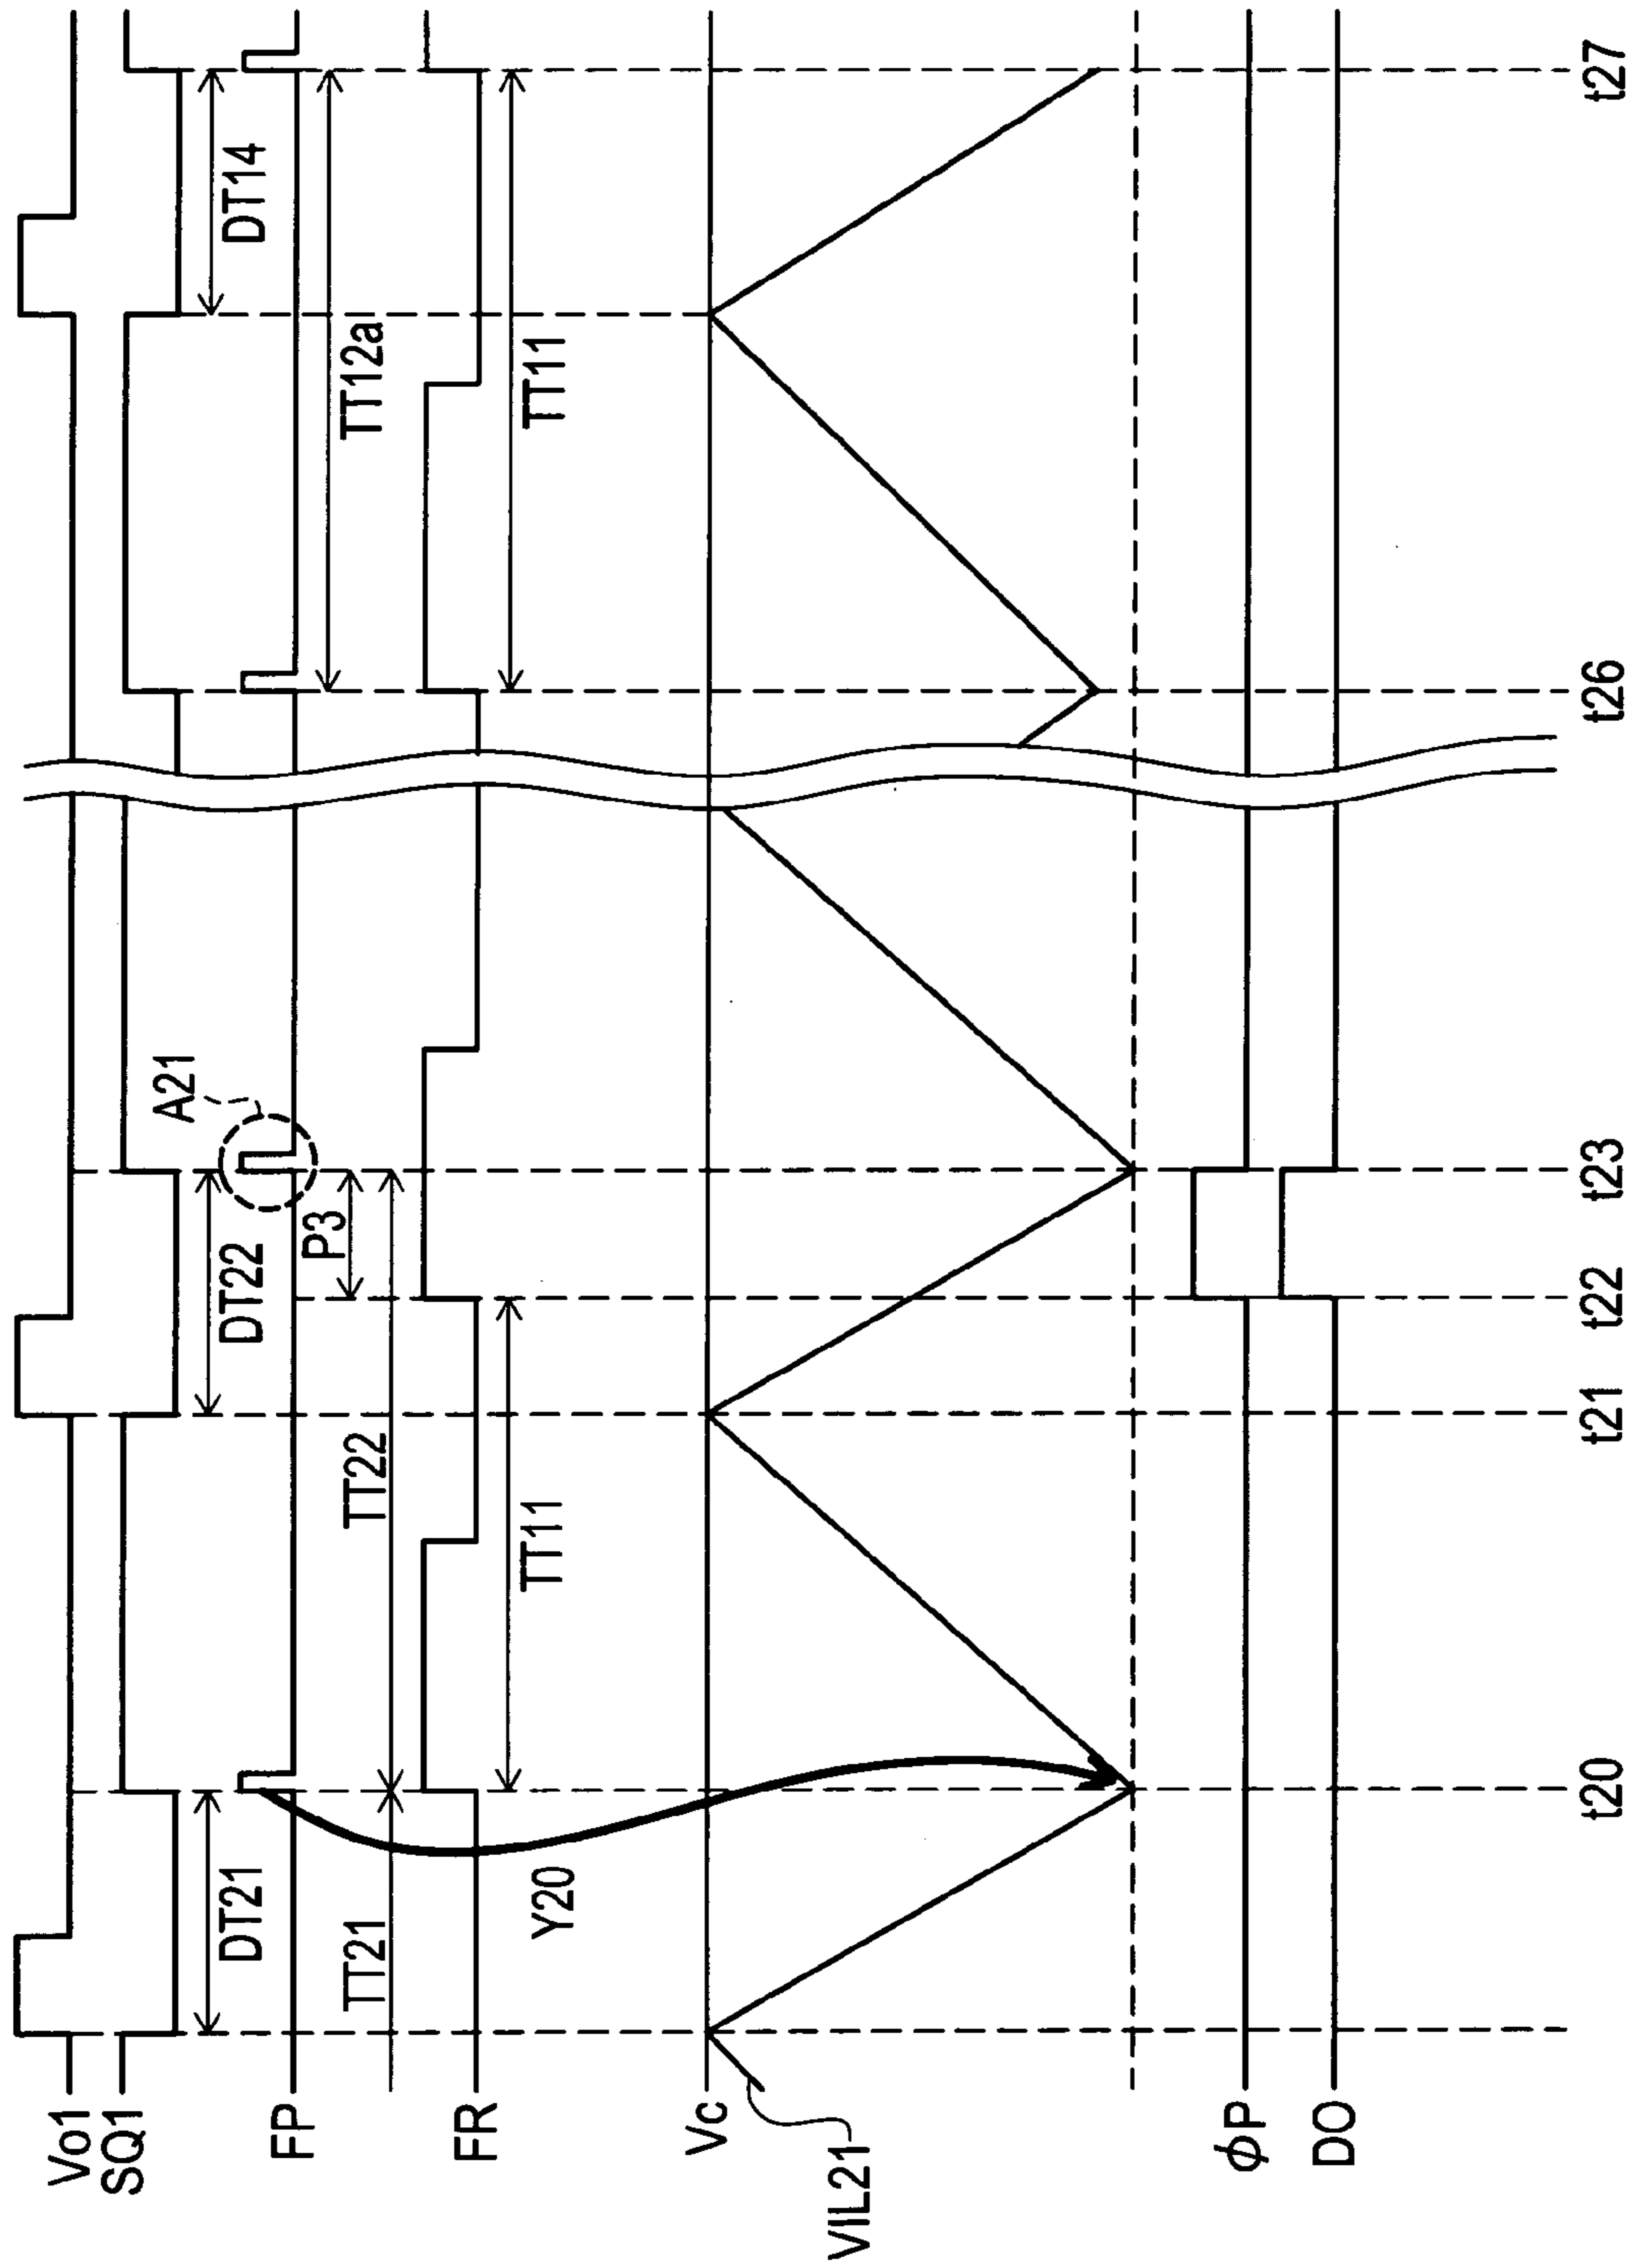 Vo1
SQ1
FP
FR
Vc
VIL21
ϕP
DO
DT21
TT21
Y20
DT22
TT22
P3
A21
TT11
DT14
TT12a
TT11
t20
t21
t22
t23
t26
t27